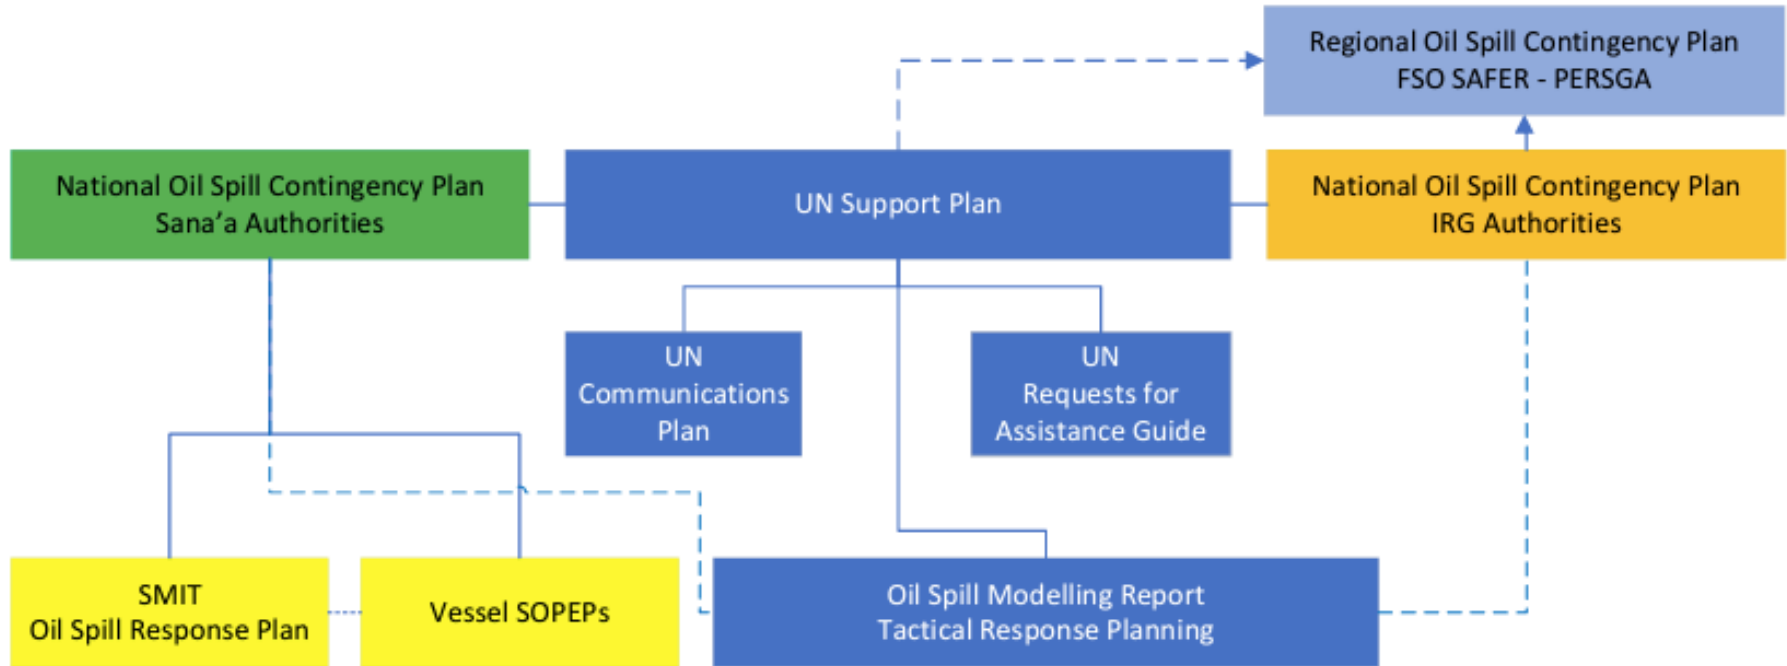 Regional Oil Spill Contingency Plan
FSO SAFER - PERSGA
National Oil Spill Contingency Plan
Sana’a Authorities
UN Support Plan
National Oil Spill Contingency Plan
IRG Authorities
UN
Communications
Plan
UN
Requests for
Assistance Guide
SMIT
Oil Spill Response Plan
Vessel SOPEPs
Oil Spill Modelling Report
Tactical Response Planning